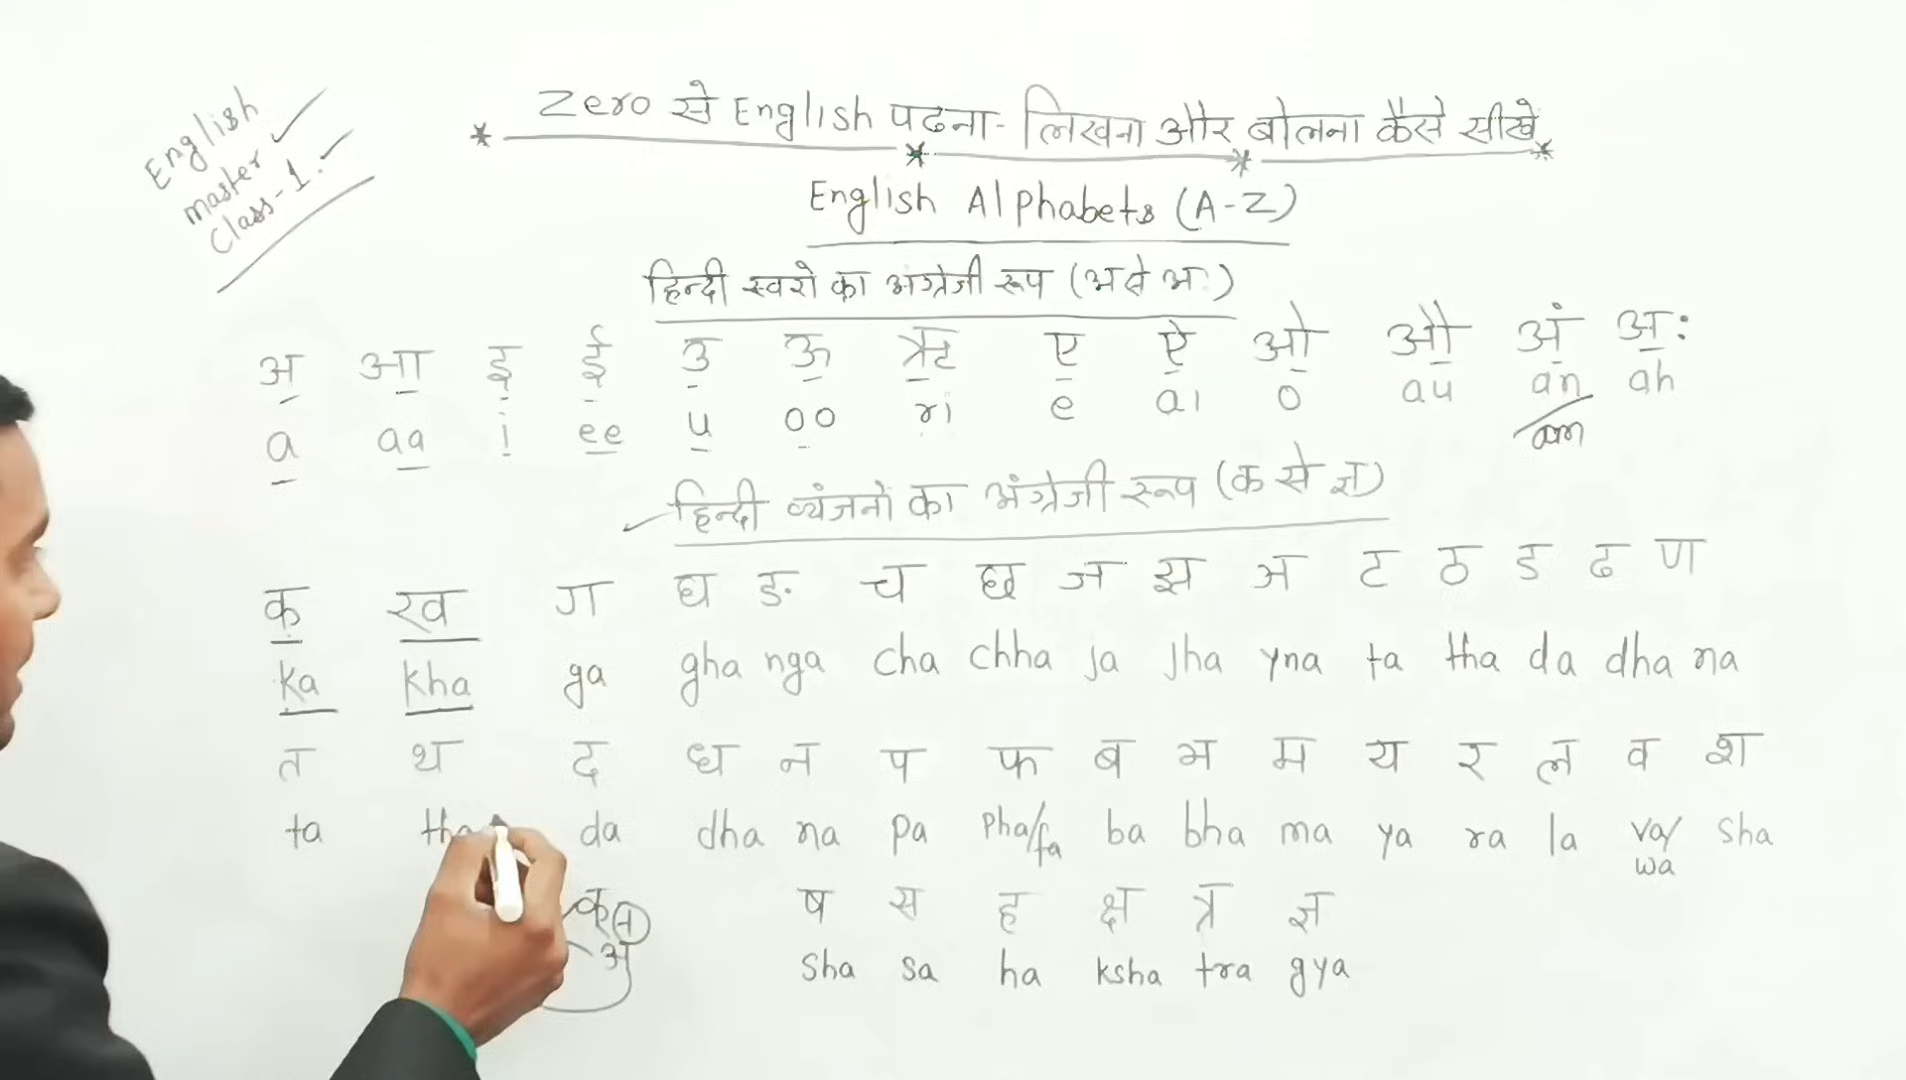 English
master
Class-1.
Zero से English पढना-लिखना और बोलना कैसे सीखे
English Alphabets (A-Z)
हिन्दी स्वरो का अंग्रेजी रूप (अ से अः)
अ आ इ ई उ ऊ ऋ ए ऐ ओ औ अं अः
a aa i ee u oo ri e ai o au an ah
am
हिन्दी व्यंजनो का अंग्रेजी रूप (क से ज्ञ)
क ख ग घ ङ च छ ज झ ञ ट ठ ड ढ ण
ka kha ga gha nga cha chha ja jha yna ta tha da dha na
त थ द ध न प फ ब भ म य र ल व श
ta tha da dha na pa pha/fa ba bha ma ya ra la va/wa sha
क्+अ
ष स ह क्ष त्र ज्ञ
sha sa ha ksha tra gya